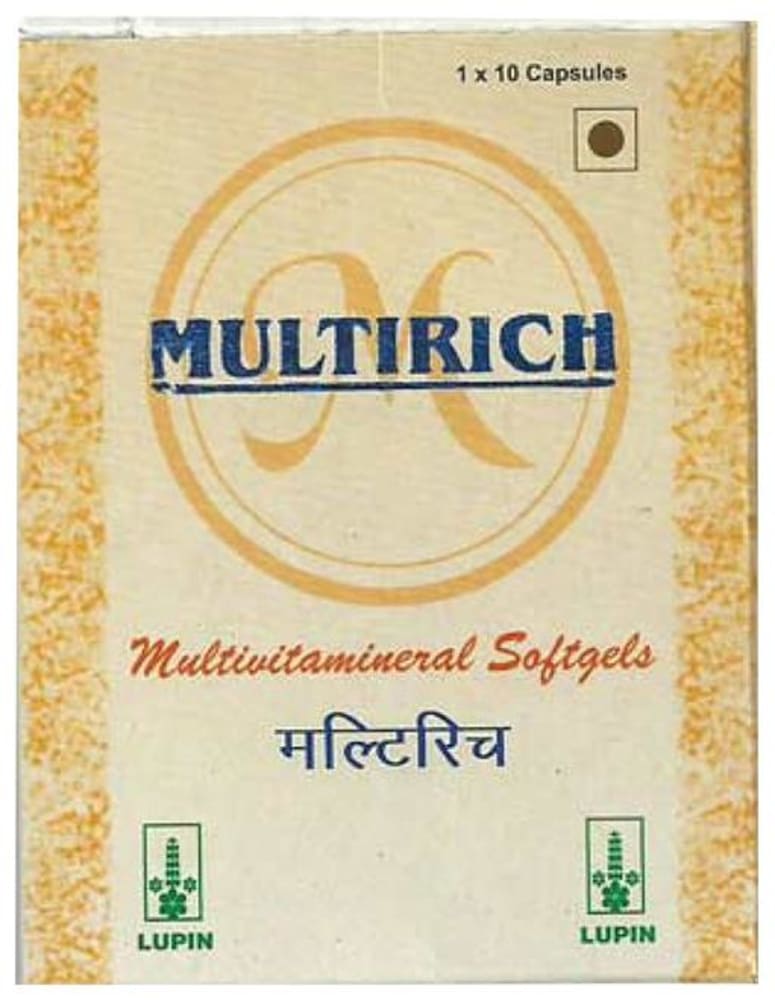 1 x 10 Capsules
MULTIRICH
Multivitamineral Softgels
मल्टिरिच
LUPIN
LUPIN